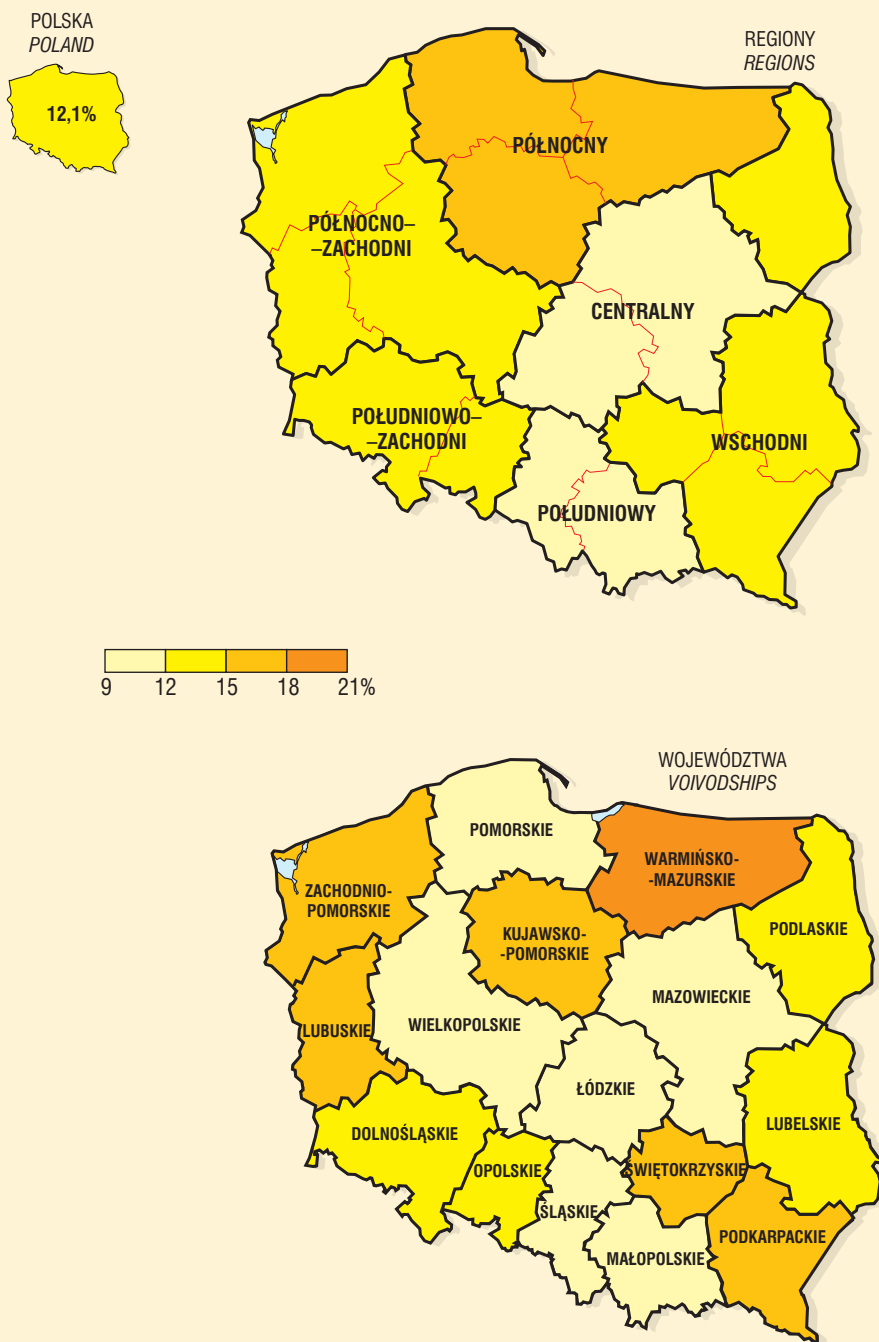 POLSKA
POLAND
12,1%
REGIONY
REGIONS
PÓŁNOCNY
PÓŁNOCNO–
–ZACHODNI
CENTRALNY
POŁUDNIOWO–
–ZACHODNI
WSCHODNI
POŁUDNIOWY
9 12 15 18 21%
WOJEWÓDZTWA
VOIVODSHIPS
POMORSKIE
WARMIŃSKO-
-MAZURSKIE
ZACHODNIO-
POMORSKIE
KUJAWSKO-
-POMORSKIE
PODLASKIE
MAZOWIECKIE
WIELKOPOLSKIE
LUBUSKIE
ŁÓDZKIE
LUBELSKIE
DOLNOŚLĄSKIE
OPOLSKIE
ŚWIĘTOKRZYSKIE
ŚLĄSKIE
PODKARPACKIE
MAŁOPOLSKIE